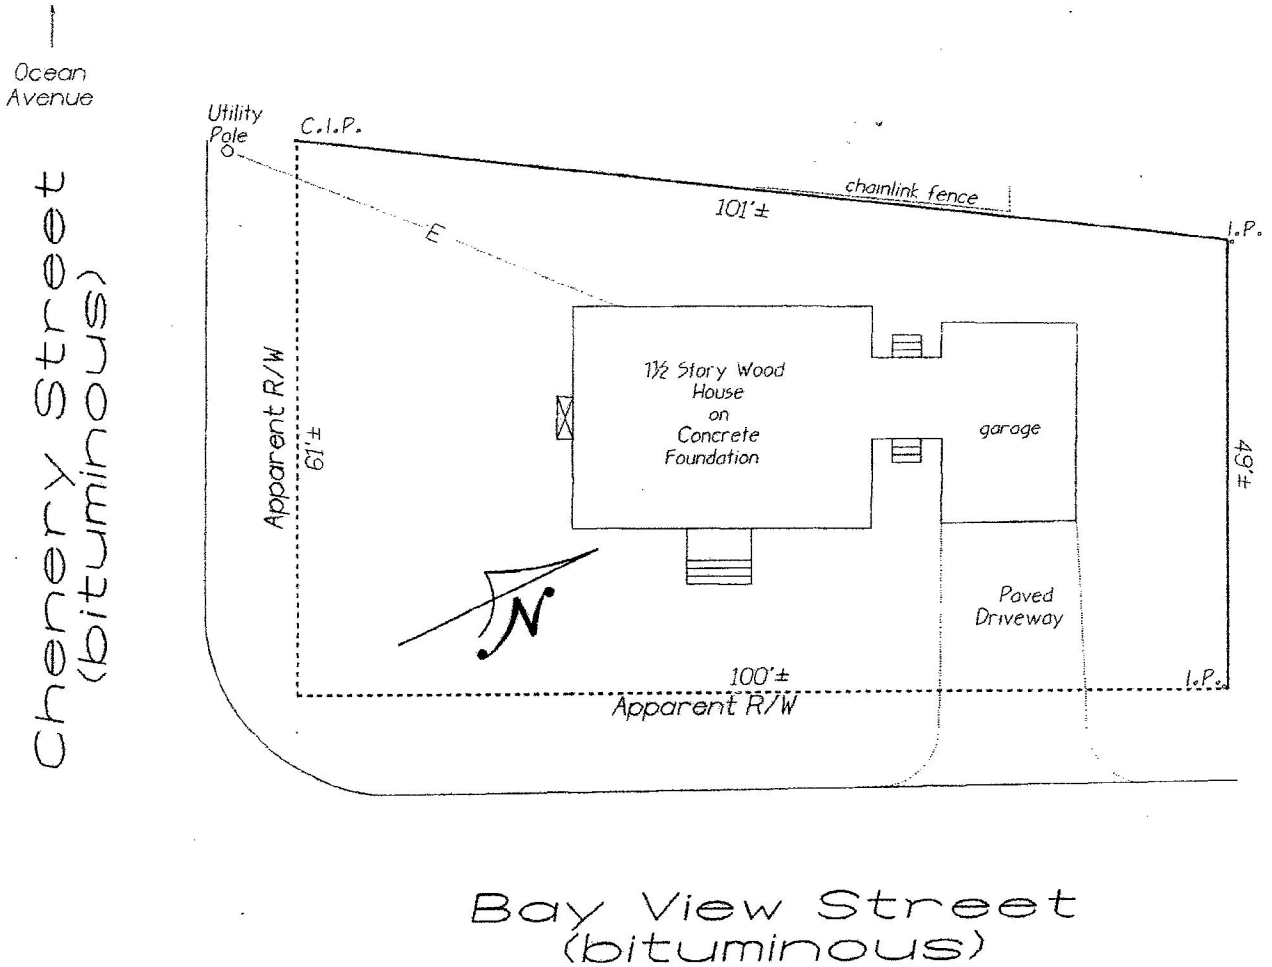 Ocean
Avenue
Utility
Pole
C.I.P.
chainlink fence
101'±
I.P.
E
Chenery Street
(bituminous)
Apparent R/W
61'±
1½ Story Wood
House
on
Concrete
Foundation
garage
49'±
N
Paved
Driveway
100'±
I.P.
Apparent R/W
Bay View Street
(bituminous)